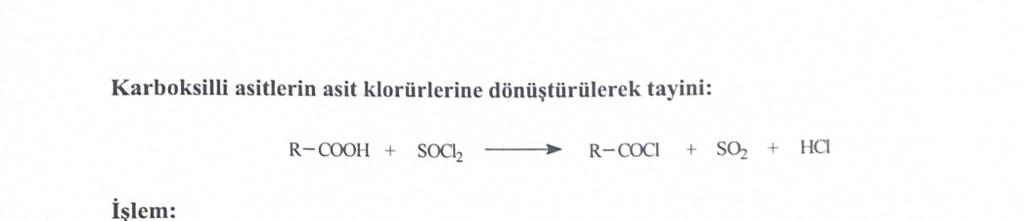 Karboksilli asitlerin asit klorürlerine dönüştürülerek tayini:
R—COOH + SOCl₂ ⟶ R—COCl + SO₂ + HCl
İşlem: